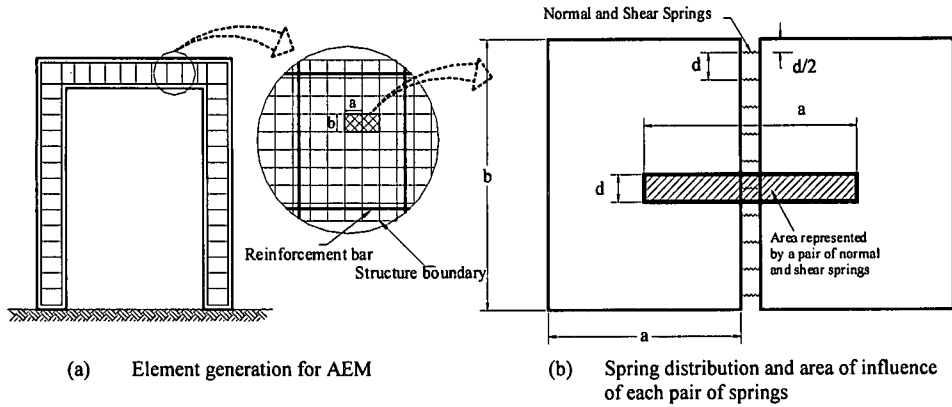 Normal and Shear Springs
d
d/2
a
a
b
b
d
Area represented
by a pair of normal
and shear springs
Reinforcement bar
Structure boundary
a
(a) Element generation for AEM
(b) Spring distribution and area of influence
of each pair of springs